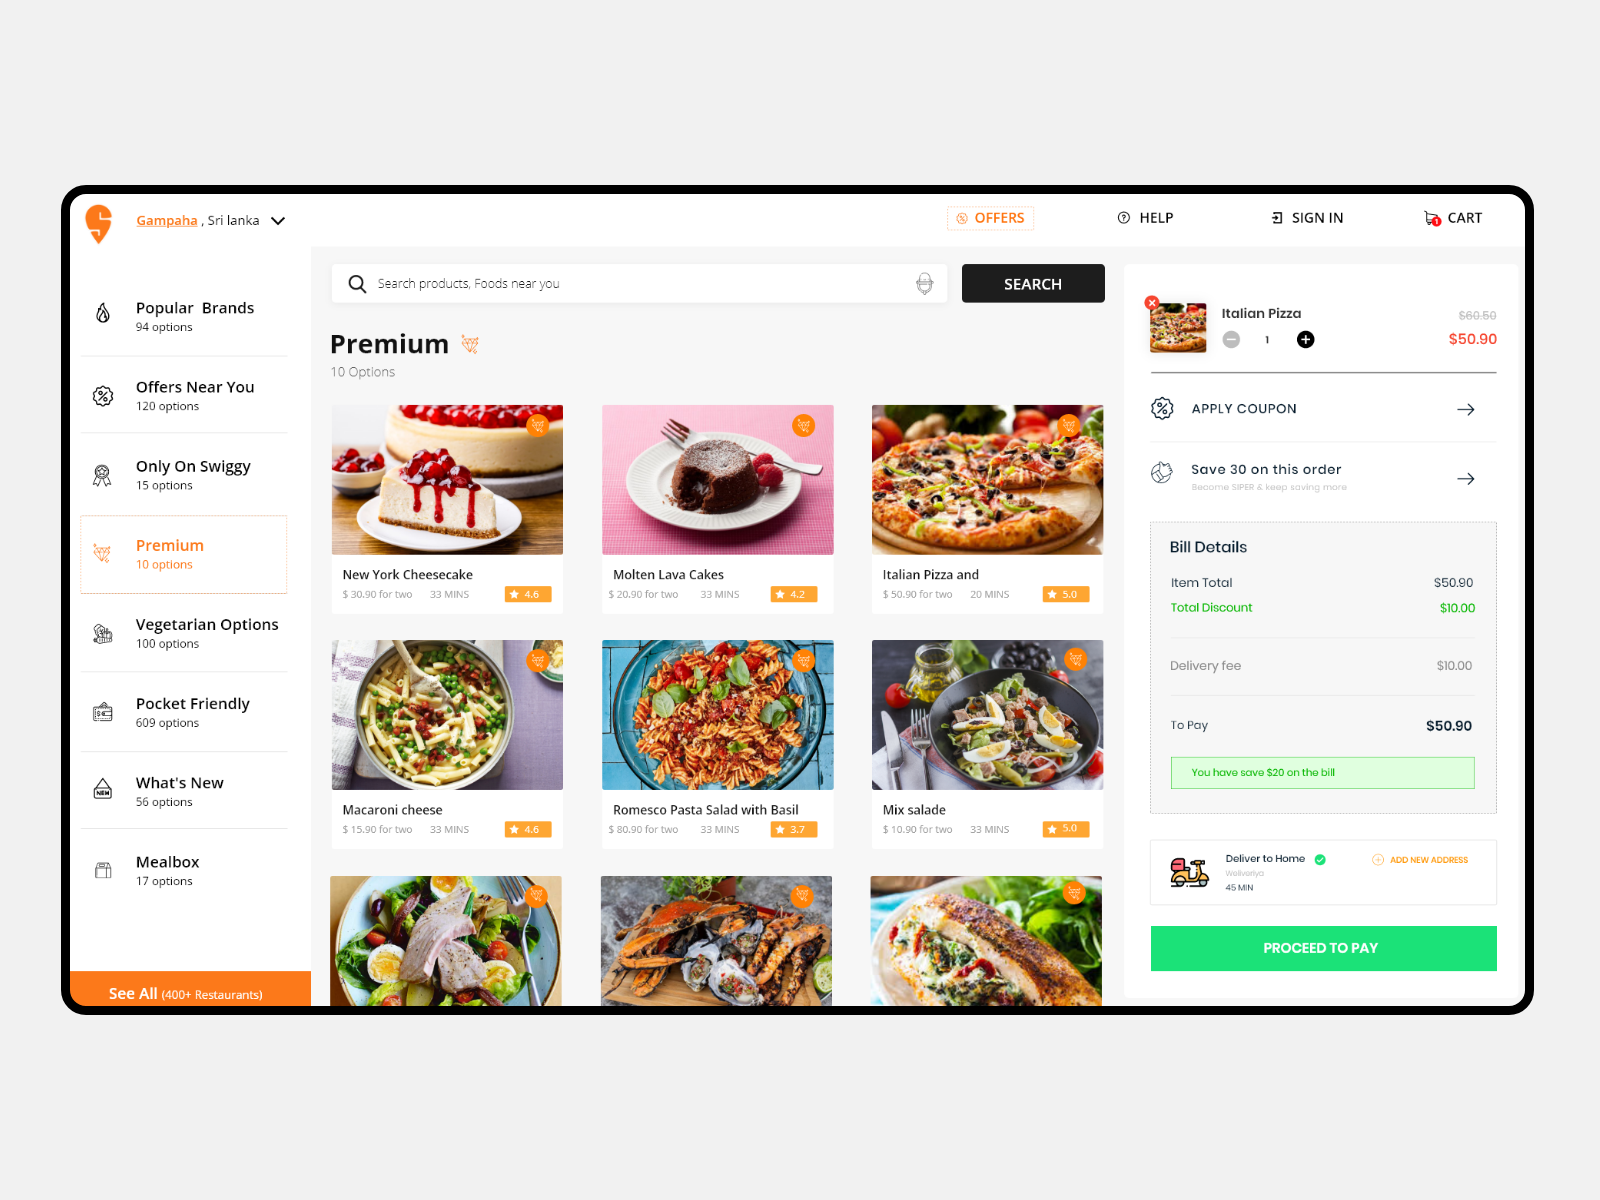 Gampaha , Sri lanka
OFFERS
HELP
SIGN IN
1
CART
Popular  Brands
94 options
Offers Near You
120 options
Only On Swiggy
15 options
Premium
10 options
Vegetarian Options
100 options
Pocket Friendly
609 options
NEW
What's New
56 options
Mealbox
17 options
See All (400+ Restaurants)
Search products, Foods near you
SEARCH
Premium
10 Options
New York Cheesecake
$ 30.90 for two 33 MINS 4.6
Molten Lava Cakes
$ 20.90 for two 33 MINS 4.2
Italian Pizza and
$ 50.90 for two 20 MINS 5.0
Macaroni cheese
$ 15.90 for two 33 MINS 4.6
Romesco Pasta Salad with Basil
$ 80.90 for two 33 MINS 3.7
Mix salade
$ 10.90 for two 33 MINS 5.0
Italian Pizza
$60.50
1
$50.90
APPLY COUPON
Save 30 on this order
Become SIPER & keep saving more
Bill Details
Item Total $50.90
Total Discount $10.00
Delivery fee $10.00
To Pay $50.90
You have save $20 on the bill
Deliver to Home
ADD NEW ADDRESS
Weliveriya
45 MIN
PROCEED TO PAY